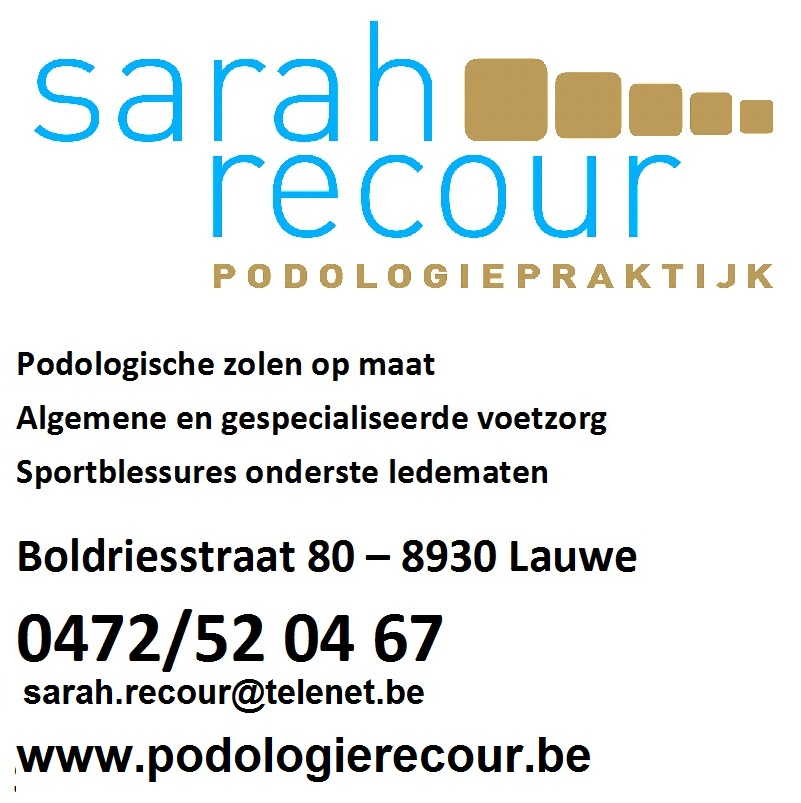 sarah
recour
PODOLOGIEPRAKTIJK
Podologische zolen op maat
Algemene en gespecialiseerde voetzorg
Sportblessures onderste ledematen
Boldriesstraat 80 – 8930 Lauwe
0472/52 04 67
sarah.recour@telenet.be
www.podologierecour.be